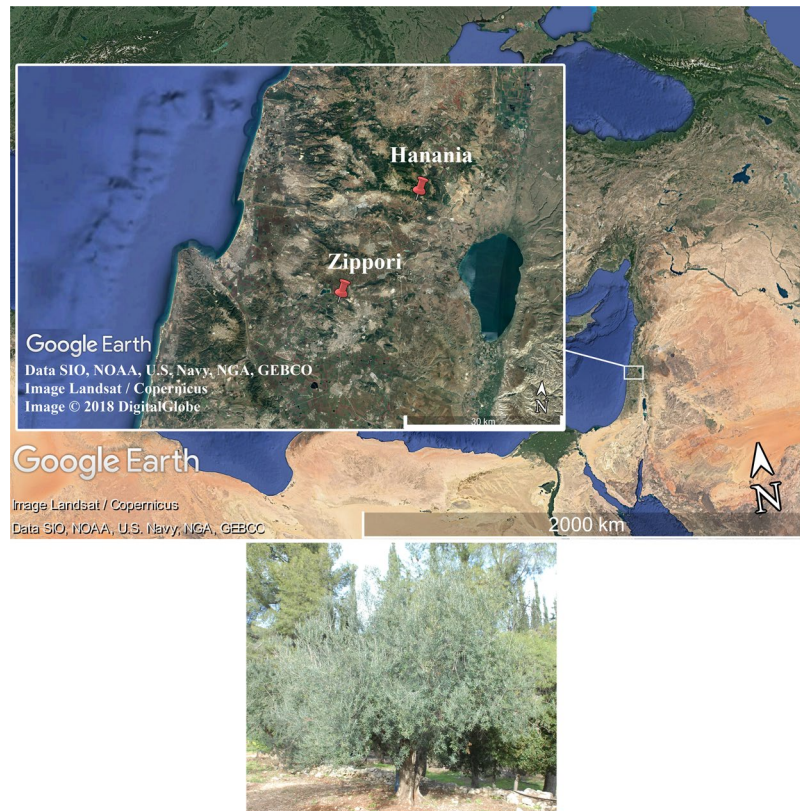 Hanania
Zippori
Google Earth
Data SIO, NOAA, U.S. Navy, NGA, GEBCO
Image Landsat / Copernicus
Image © 2018 DigitalGlobe
30 km
N
Google Earth
Image Landsat / Copernicus
Data SIO, NOAA, U.S. Navy, NGA, GEBCO
2000 km
N